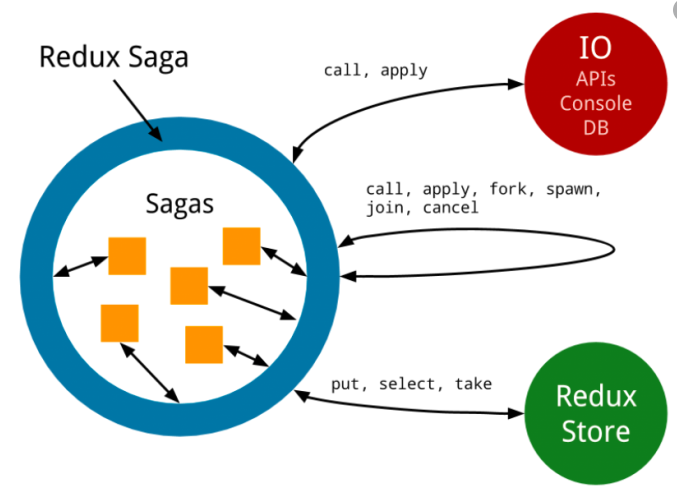 Redux Saga
IO
APIs
Console
DB
call, apply
call, apply, fork, spawn,
join, cancel
Sagas
put, select, take
Redux
Store